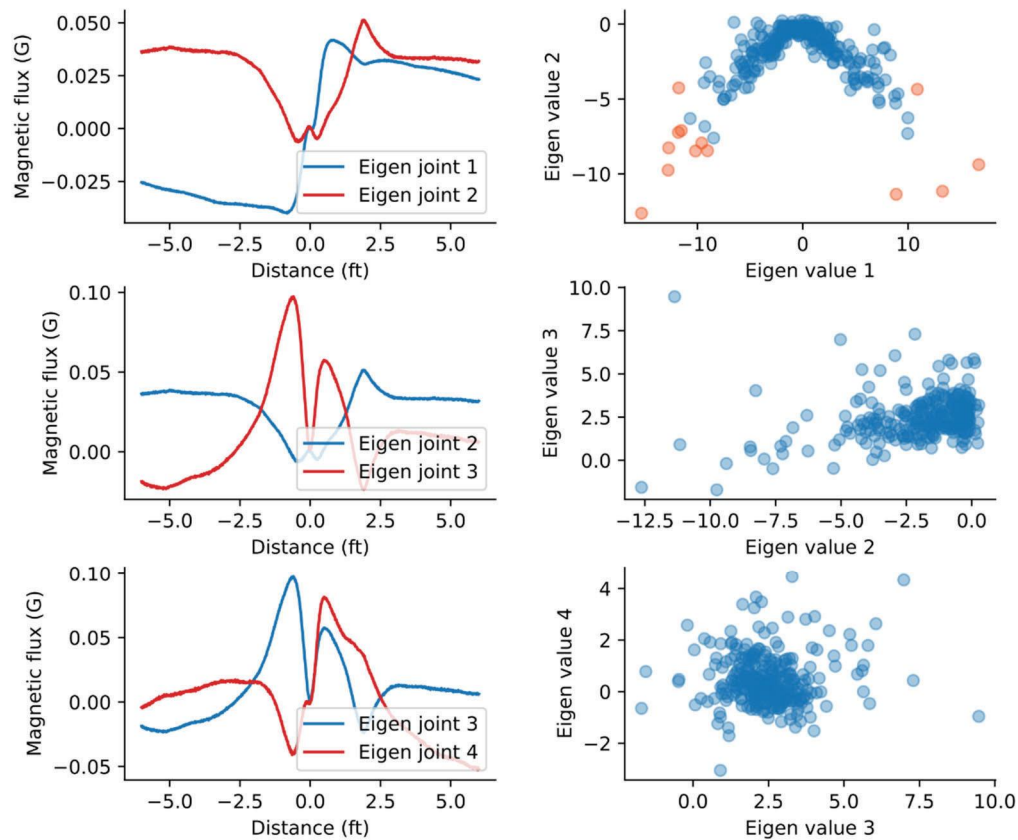 0.050
0.025
0.000
−0.025
Magnetic flux (G)
Eigen joint 1
Eigen joint 2
−5.0 −2.5 0.0 2.5 5.0
Distance (ft)
0
−5
−10
Eigen value 2
−10 0 10
Eigen value 1
0.10
0.05
0.00
Magnetic flux (G)
Eigen joint 2
Eigen joint 3
−5.0 −2.5 0.0 2.5 5.0
Distance (ft)
10.0
7.5
5.0
2.5
0.0
Eigen value 3
−12.5 −10.0 −7.5 −5.0 −2.5 0.0
Eigen value 2
0.10
0.05
0.00
−0.05
Magnetic flux (G)
Eigen joint 3
Eigen joint 4
−5.0 −2.5 0.0 2.5 5.0
Distance (ft)
4
2
0
−2
Eigen value 4
0.0 2.5 5.0 7.5 10.0
Eigen value 3